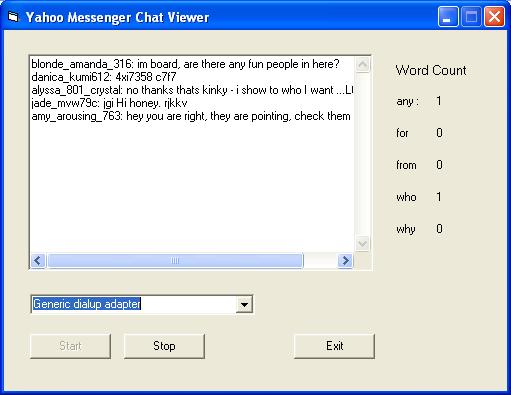 Yahoo Messenger Chat Viewer
blonde_amanda_316: im board, are there any fun people in here?
danica_kumi612: 4xi7358 c7f7
alyssa_801_crystal: no thanks thats kinky - i show to who I want ...L
jade_mvw79c: jgi Hi honey. rjkkv
amy_arousing_763: hey you are right, they are pointing, check them
Word Count
any : 1
for 0
from 0
who 1
why 0
Generic dialup adapter
Start Stop Exit